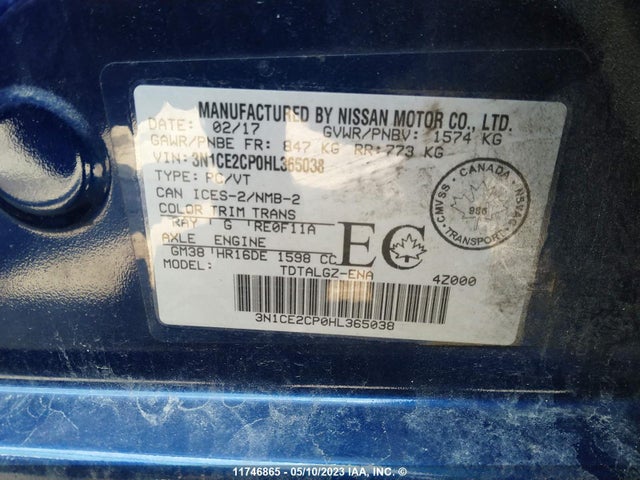 MANUFACTURED BY NISSAN MOTOR CO., LTD.
DATE: 02/17 GVWR/PNBV: 1574 KG
GAWR/PNBE FR: 847 KG RR: 773 KG
VIN: 3N1CE2CP0HL365038
TYPE: PC/VT
CAN ICES-2/NMB-2
COLOR TRIM TRANS
RAY G RE0F11A
AXLE ENGINE
GM38 HR16DE 1598 CC
MODEL: TDTALGZ-ENA 4Z000
EC
CANADA
CMVSS NSVAC
TRANSPORT
3N1CE2CP0HL365038
11746865 - 05/10/2023 IAA, INC. ©